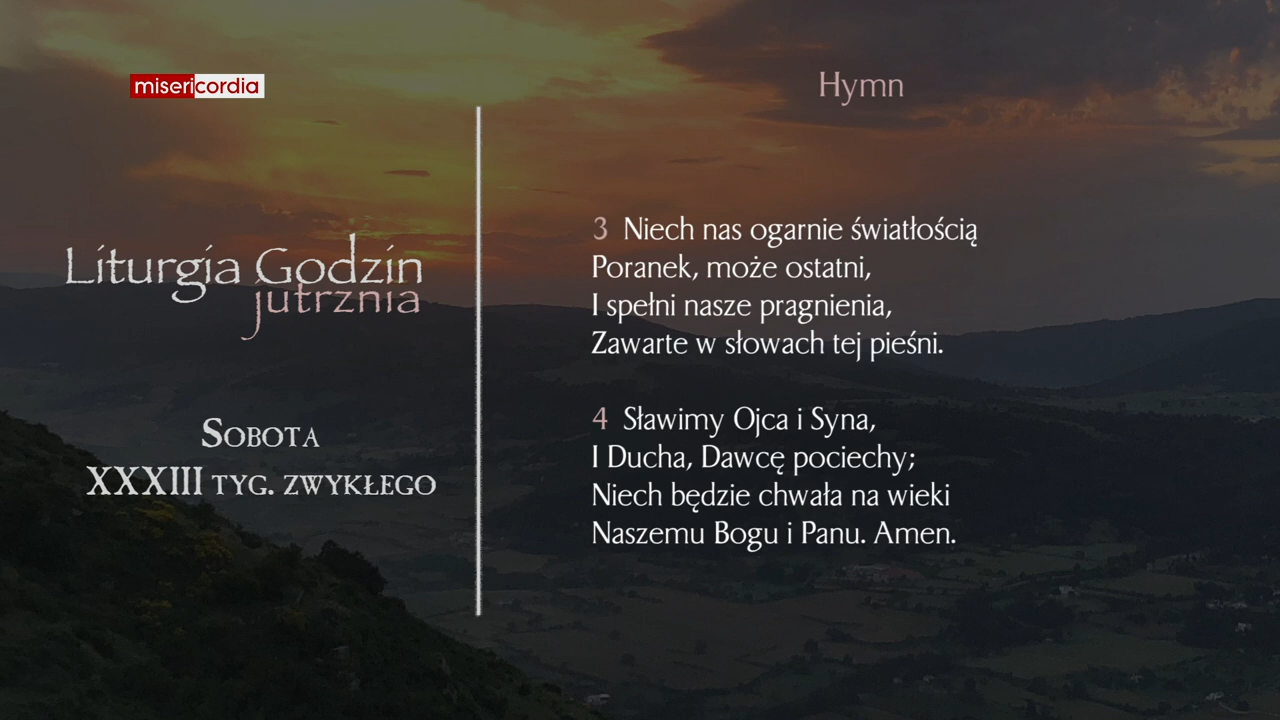 misericordia
Liturgia Godzin
jutrznia
Sobota
XXXIII tyg. zwykłego
Hymn
3 Niech nas ogarnie światłością
Poranek, może ostatni,
I spełni nasze pragnienia,
Zawarte w słowach tej pieśni.
4 Sławimy Ojca i Syna,
I Ducha, Dawcę pociechy;
Niech będzie chwała na wieki
Naszemu Bogu i Panu. Amen.